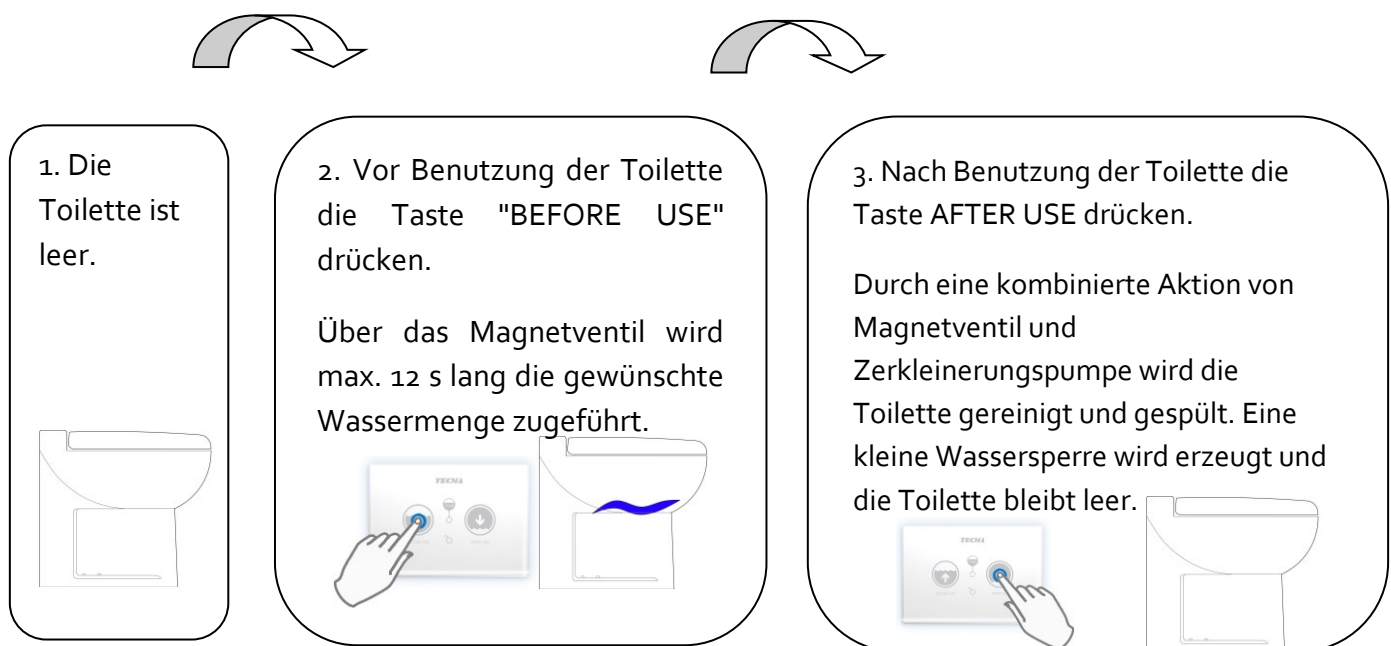 1. Die
Toilette ist
leer.
2. Vor Benutzung der Toilette
die Taste "BEFORE USE"
drücken.
Über das Magnetventil wird
max. 12 s lang die gewünschte
Wassermenge zugeführt.
TECMA
3. Nach Benutzung der Toilette die
Taste AFTER USE drücken.
Durch eine kombinierte Aktion von
Magnetventil und
Zerkleinerungspumpe wird die
Toilette gereinigt und gespült. Eine
kleine Wassersperre wird erzeugt und
die Toilette bleibt leer.
TECMA